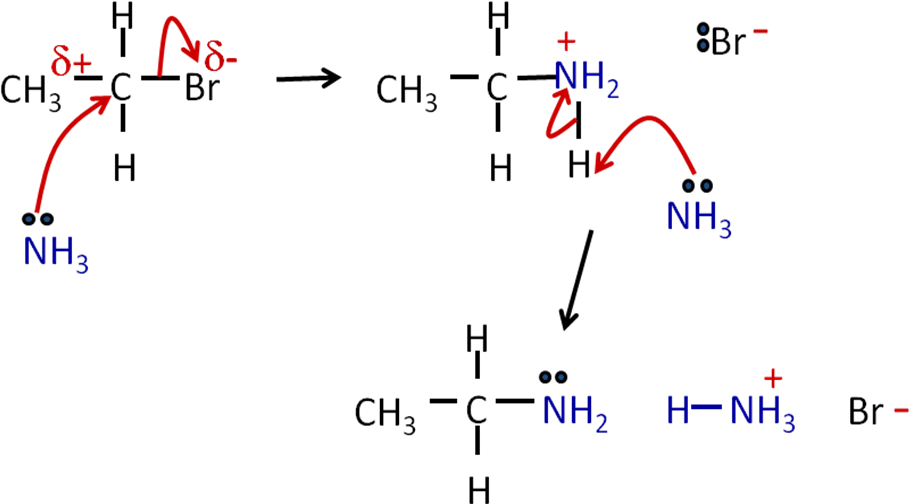 H H + Br −
δ+ δ-
CH₃ C Br CH₃ C NH₂
H H H
NH₃ NH₃
H
CH₃ C NH₂ H NH₃ + Br −
H